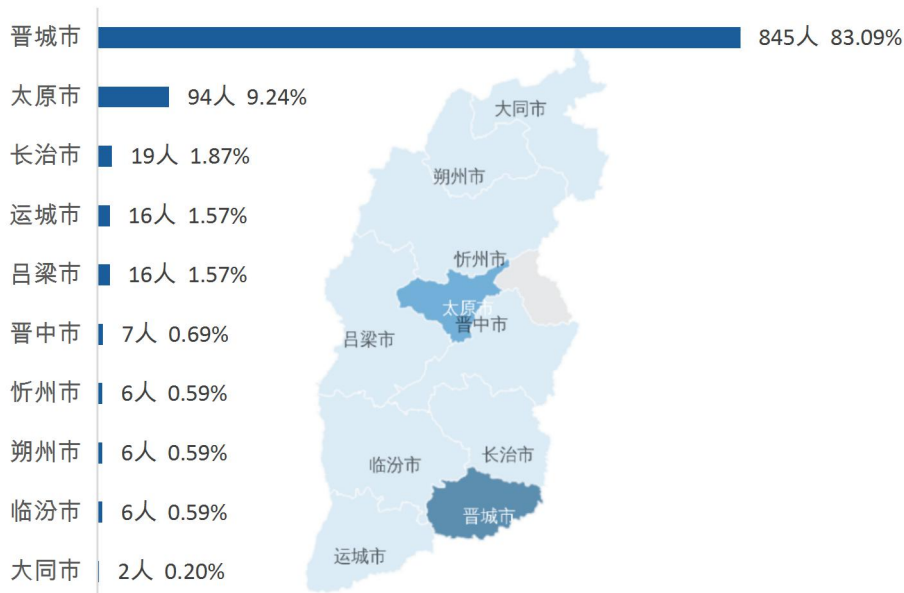 晋城市 845人 83.09%
太原市 94人 9.24%
长治市 19人 1.87%
运城市 16人 1.57%
吕梁市 16人 1.57%
晋中市 7人 0.69%
忻州市 6人 0.59%
朔州市 6人 0.59%
临汾市 6人 0.59%
大同市 2人 0.20%
大同市
朔州市
忻州市
太原市
晋中市
吕梁市
长治市
临汾市
晋城市
运城市